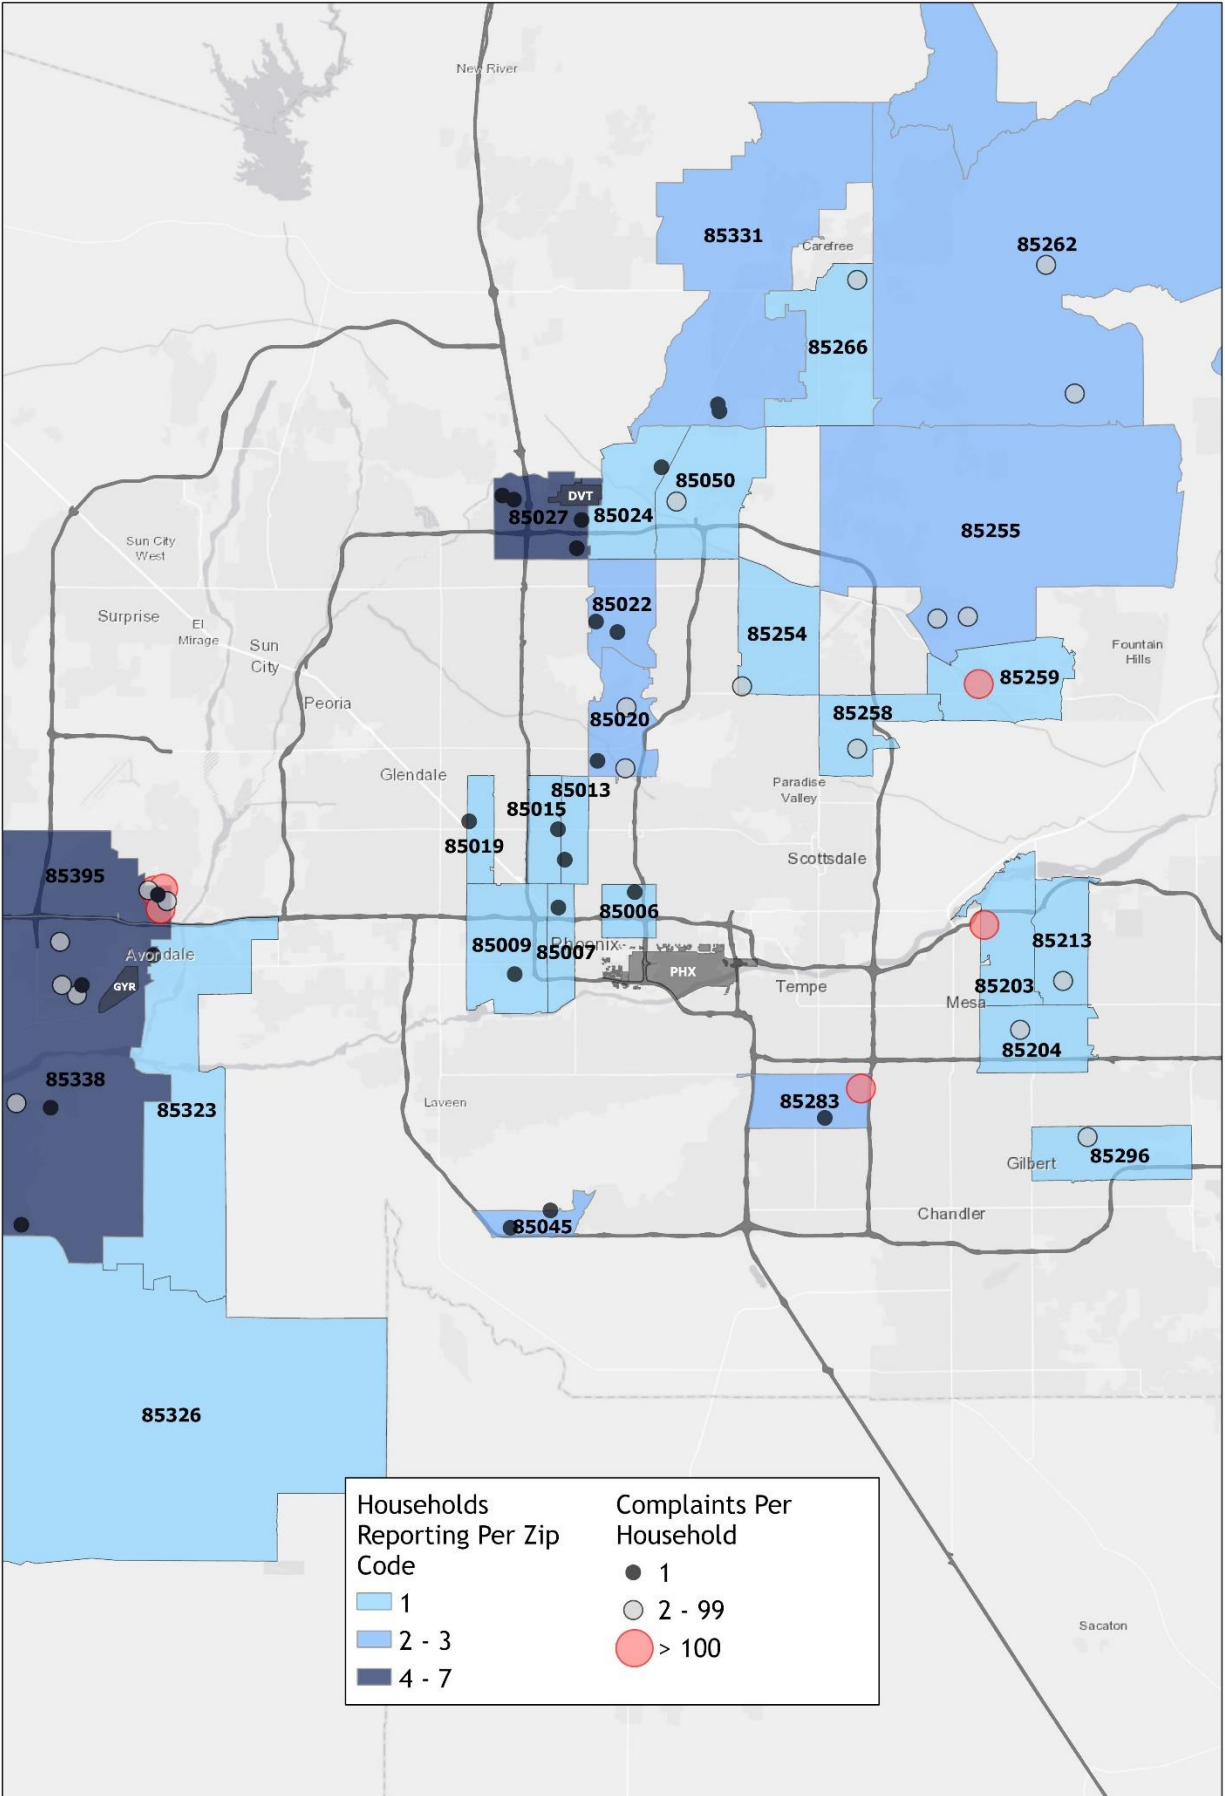 New River
85331
Carefree
85262
85266
85050
DVT
85027
85024
85255
Sun City
West
Surprise
El
Mirage
Sun
City
85022
85254
Fountain
Hills
85259
Peoria
85020
85258
Glendale
85013
85015
Paradise
Valley
85019
Scottsdale
85395
85006
85009
85007
Phoenix
85213
Avondale
PHX
GYR
Tempe
85203
Mesa
85204
85338
85323
Laveen
85283
85296
Gilbert
85045
Chandler
85326
Households
Reporting Per Zip
Code
1
2 - 3
4 - 7
Complaints Per
Household
1
2 - 99
> 100
Sacaton